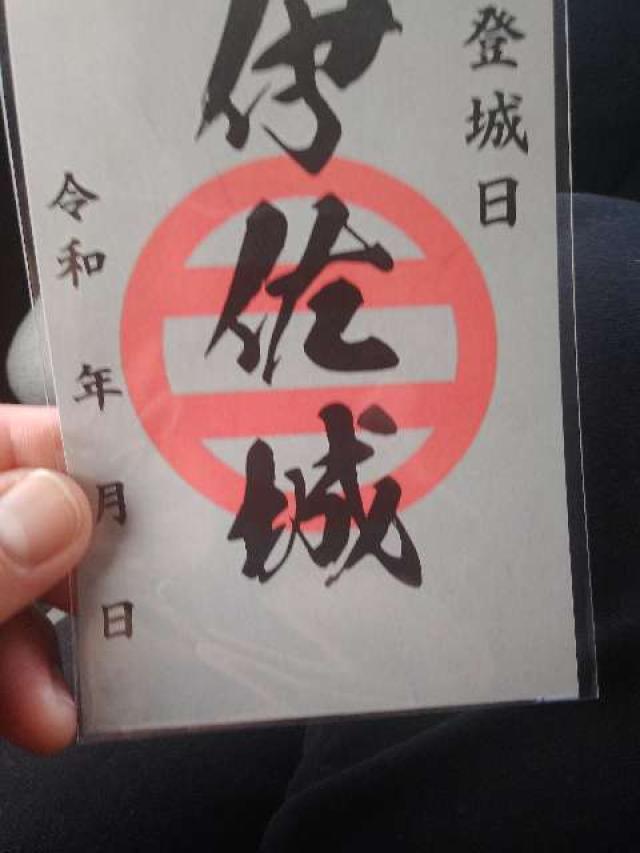 登城日
伊佐城
令和 年 月 日